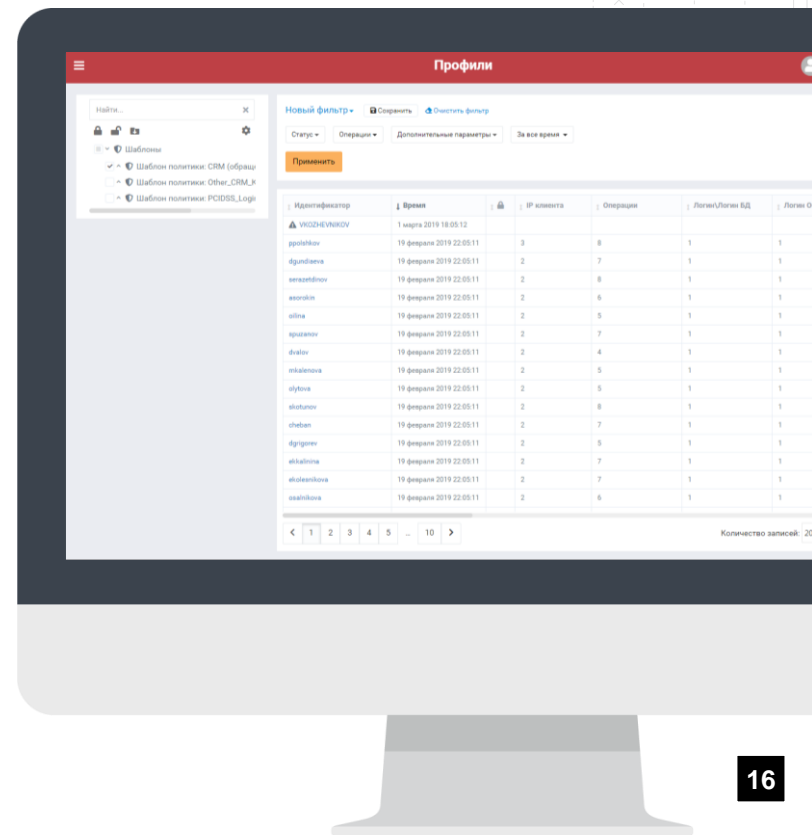 Профили
Найти...
Шаблоны
Шаблон политики: CRM (обращ
Шаблон политики: Other_CRM_К
Шаблон политики: PCIDSS_Logi
Новый фильтр Сохранить Очистить фильтр
Статус Операции Дополнительные параметры За все время
Применить
Идентификатор Время IP клиента Операции Логин\Логин БД Логин О
VKOZHEVNIKOV 1 марта 2019 18:05:12
ppolshkov 19 февраля 2019 22:05:11 3 8 1 1
dgundiaeva 19 февраля 2019 22:05:11 2 7 1 1
serazetdinov 19 февраля 2019 22:05:11 2 8 1 1
asorokin 19 февраля 2019 22:05:11 2 6 1 1
oilina 19 февраля 2019 22:05:11 2 5 1 1
apuzanov 19 февраля 2019 22:05:11 2 7 1 1
dvalov 19 февраля 2019 22:05:11 2 4 1 1
mkalenova 19 февраля 2019 22:05:11 2 5 1 1
olytova 19 февраля 2019 22:05:11 2 5 1 1
skotunov 19 февраля 2019 22:05:11 2 8 1 1
cheban 19 февраля 2019 22:05:11 2 7 1 1
dgrigorev 19 февраля 2019 22:05:11 2 5 1 1
ekkalinina 19 февраля 2019 22:05:11 2 7 1 1
ekolesnikova 19 февраля 2019 22:05:11 2 7 1 1
osalnikova 19 февраля 2019 22:05:11 2 6 1 1
1 2 3 4 5 ... 10 Количество записей: 20
16